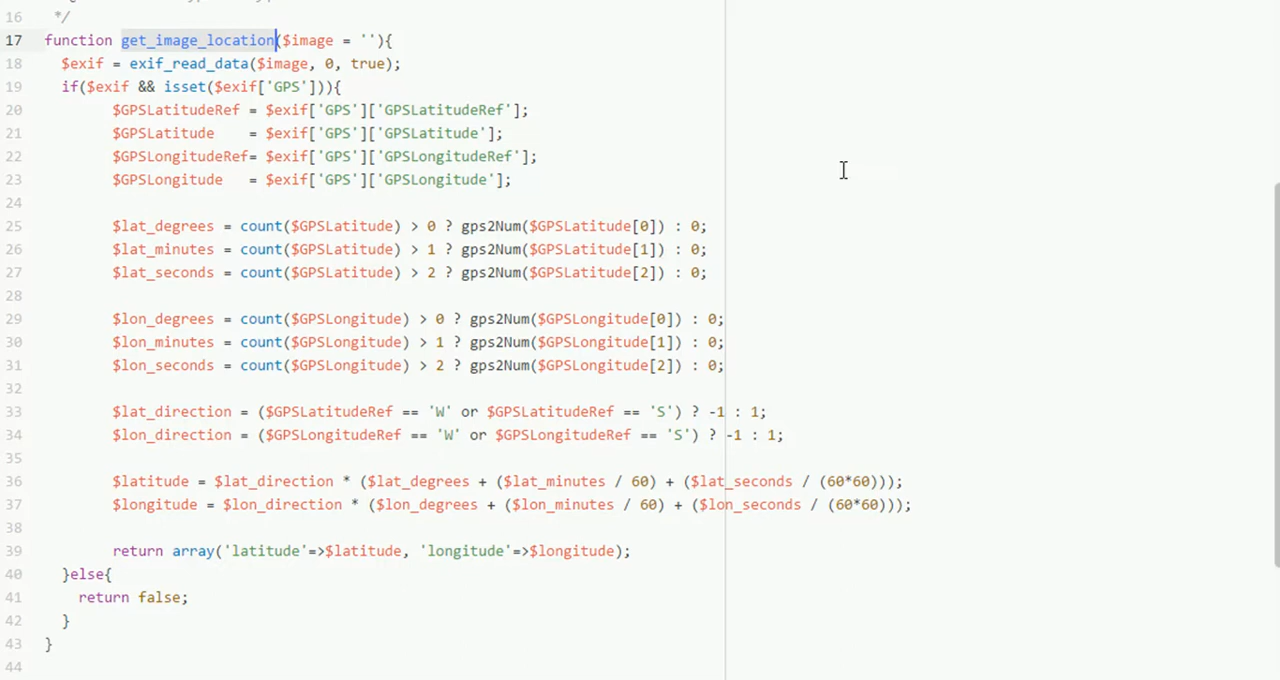 16 */
17 function get_image_location($image = ''){
18 $exif = exif_read_data($image, 0, true);
19 if($exif && isset($exif['GPS'])){
20 $GPSLatitudeRef = $exif['GPS']['GPSLatitudeRef'];
21 $GPSLatitude = $exif['GPS']['GPSLatitude'];
22 $GPSLongitudeRef= $exif['GPS']['GPSLongitudeRef'];
23 $GPSLongitude = $exif['GPS']['GPSLongitude'];
24
25 $lat_degrees = count($GPSLatitude) > 0 ? gps2Num($GPSLatitude[0]) : 0;
26 $lat_minutes = count($GPSLatitude) > 1 ? gps2Num($GPSLatitude[1]) : 0;
27 $lat_seconds = count($GPSLatitude) > 2 ? gps2Num($GPSLatitude[2]) : 0;
28
29 $lon_degrees = count($GPSLongitude) > 0 ? gps2Num($GPSLongitude[0]) : 0;
30 $lon_minutes = count($GPSLongitude) > 1 ? gps2Num($GPSLongitude[1]) : 0;
31 $lon_seconds = count($GPSLongitude) > 2 ? gps2Num($GPSLongitude[2]) : 0;
32
33 $lat_direction = ($GPSLatitudeRef == 'W' or $GPSLatitudeRef == 'S') ? -1 : 1;
34 $lon_direction = ($GPSLongitudeRef == 'W' or $GPSLongitudeRef == 'S') ? -1 : 1;
35
36 $latitude = $lat_direction * ($lat_degrees + ($lat_minutes / 60) + ($lat_seconds / (60*60)));
37 $longitude = $lon_direction * ($lon_degrees + ($lon_minutes / 60) + ($lon_seconds / (60*60)));
38
39 return array('latitude'=>$latitude, 'longitude'=>$longitude);
40 }else{
41 return false;
42 }
43 }
44